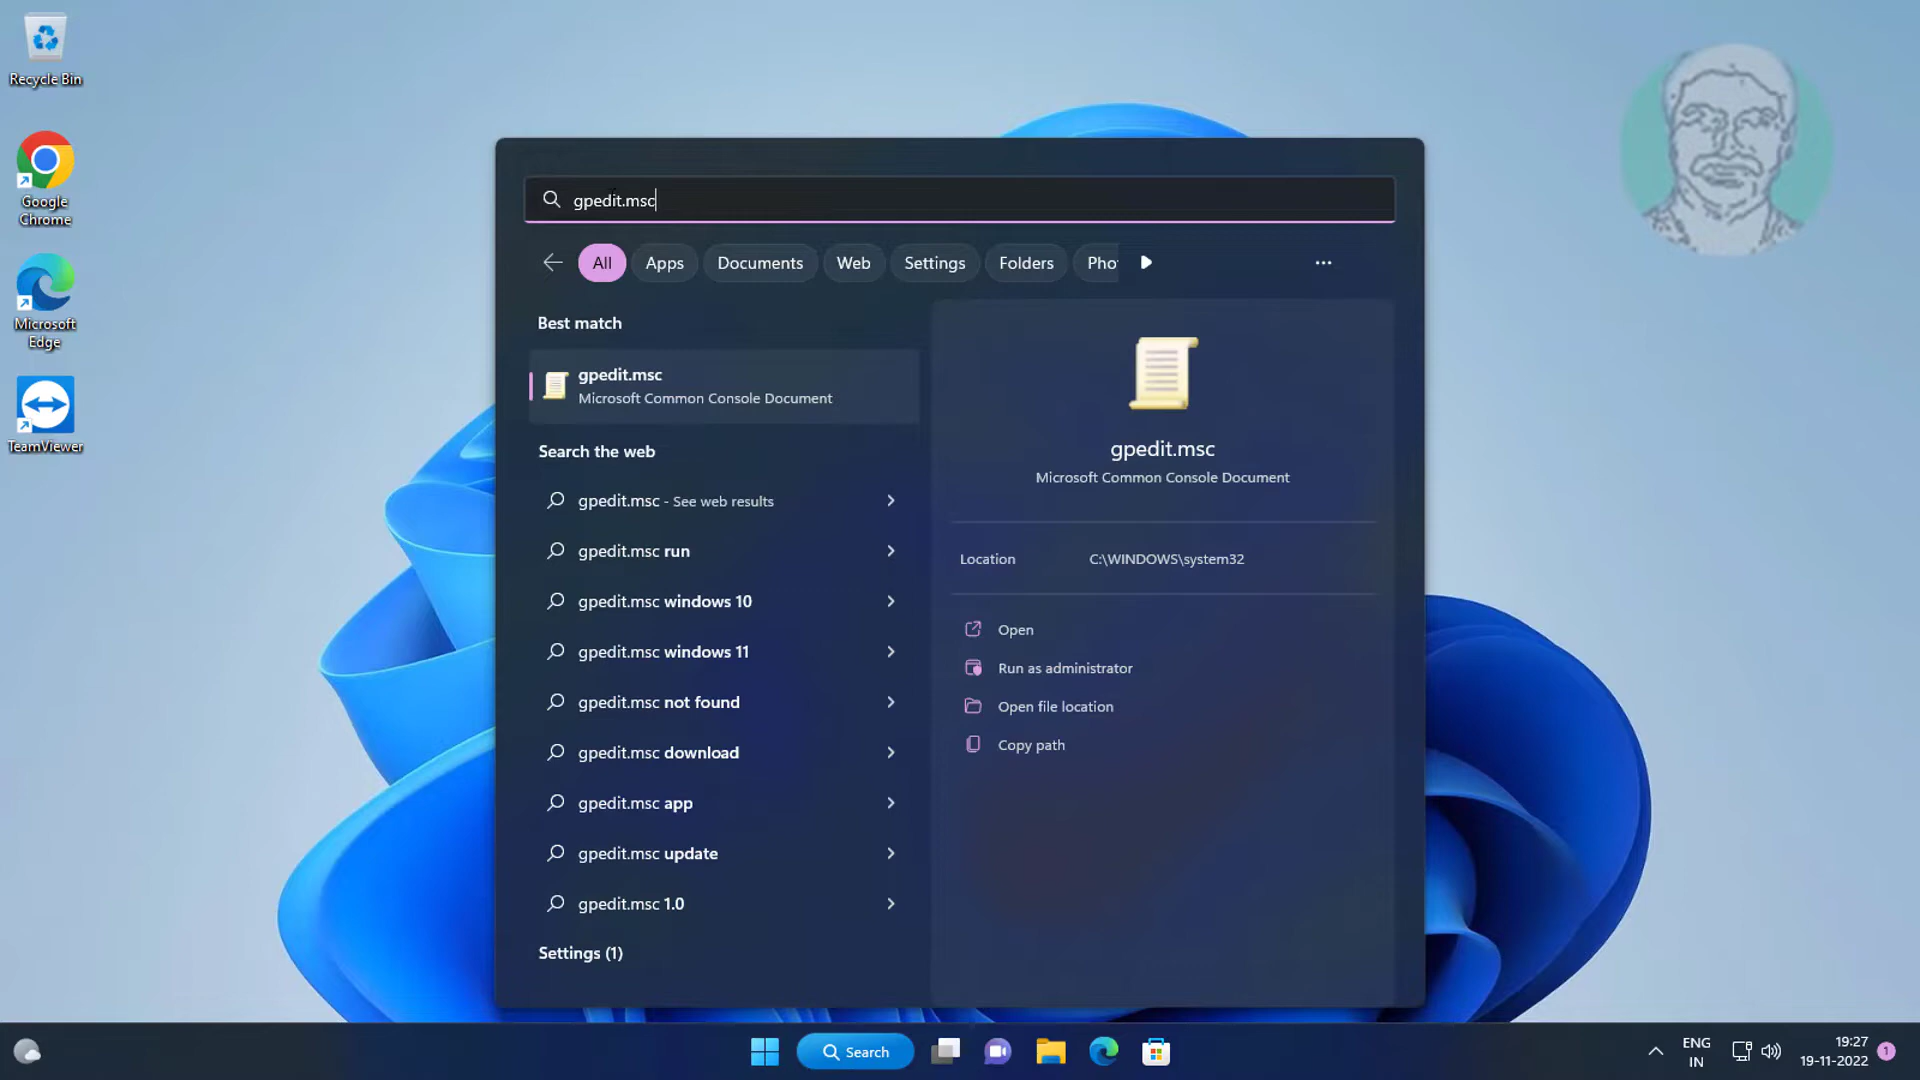 Recycle Bin
Google
Chrome
Microsoft
Edge
TeamViewer
gpedit.msc
All
Apps
Documents
Web
Settings
Folders
Pho
Best match
gpedit.msc
Microsoft Common Console Document
Search the web
gpedit.msc - See web results
gpedit.msc run
gpedit.msc windows 10
gpedit.msc windows 11
gpedit.msc not found
gpedit.msc download
gpedit.msc app
gpedit.msc update
gpedit.msc 1.0
Settings (1)
gpedit.msc
Microsoft Common Console Document
Location C:\WINDOWS\system32
Open
Run as administrator
Open file location
Copy path
Search
ENG
IN
19:27
19-11-2022
1